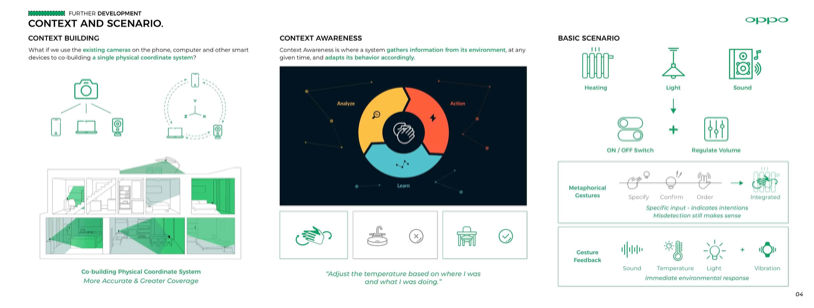 FURTHER DEVELOPMENT
CONTEXT AND SCENARIO.
oppo
CONTEXT BUILDING
What if we use the existing cameras on the phone, computer and other smart
devices to co-building a single physical coordinate system?
Y
Z
X
Co-building Physical Coordinate System
More Accurate & Greater Coverage
CONTEXT AWARENESS
Context Awareness is where a system gathers information from its environment, at any
given time, and adapts its behavior accordingly.
Analyze
Action
Learn
"Adjust the temperature based on where I was
and what I was doing."
BASIC SCENARIO
Heating
Light
Sound
+
ON / OFF Switch
Regulate Volume
Metaphorical
Gestures
Specify
Confirm
Order
Integrated
Specific input - indicates intentions
Misdetection still makes sense
Gesture
Feedback
+
Sound
Temperature
Light
Vibration
Immediate environmental response
04